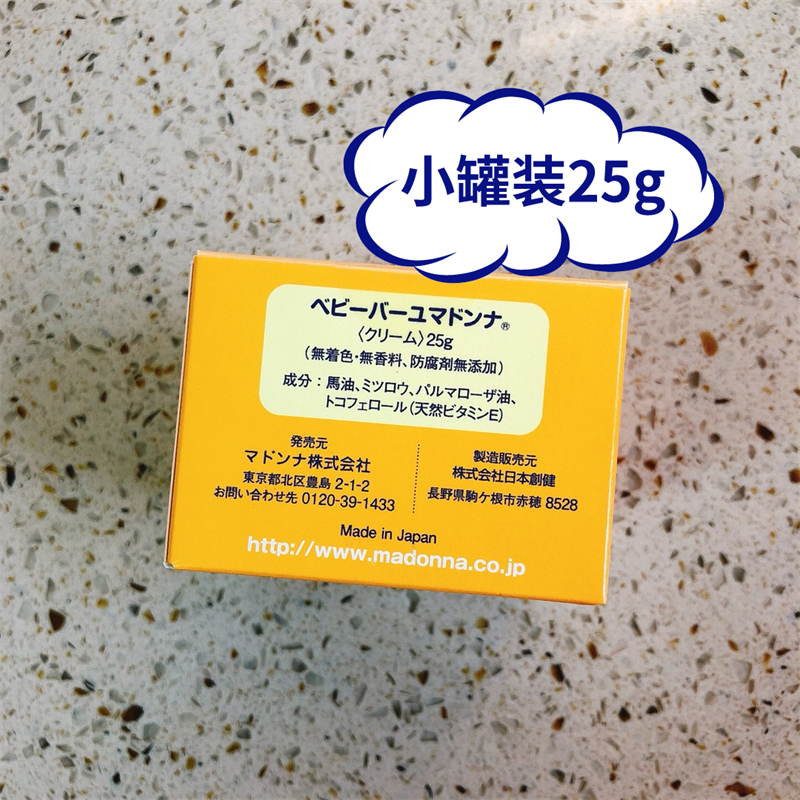 小罐装25g
ベビーバーユマドンナ®
〈クリーム〉25g
（無着色・無香料、防腐剤無添加）
成分：馬油、ミツロウ、パルマローザ油、
トコフェロール（天然ビタミンE）
発売元
マドンナ株式会社
東京都北区豊島 2-1-2
お問い合わせ先 0120-39-1433
製造販売元
株式会社日本創健
長野県駒ケ根市赤穂 8528
Made in Japan
http://www.madonna.co.jp